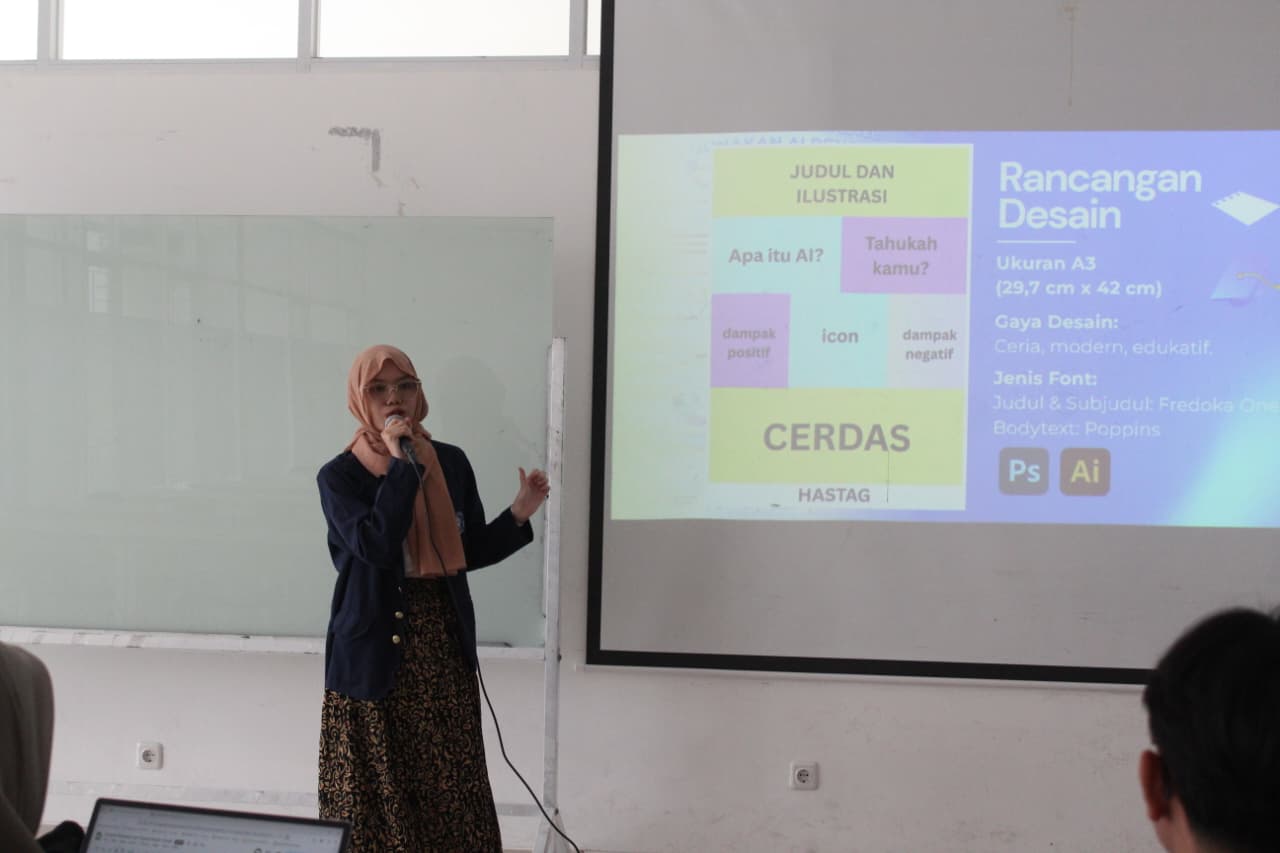 JUDUL DAN
ILUSTRASI
Apa itu AI?
Tahukah
kamu?
dampak
positif
icon
dampak
negatif
CERDAS
HASTAG
Rancangan
Desain
Ukuran A3
(29,7 cm x 42 cm)
Gaya Desain:
Ceria, modern, edukatif.
Jenis Font:
Judul & Subjudul: Fredoka One
Bodytext: Poppins
Ps
Ai